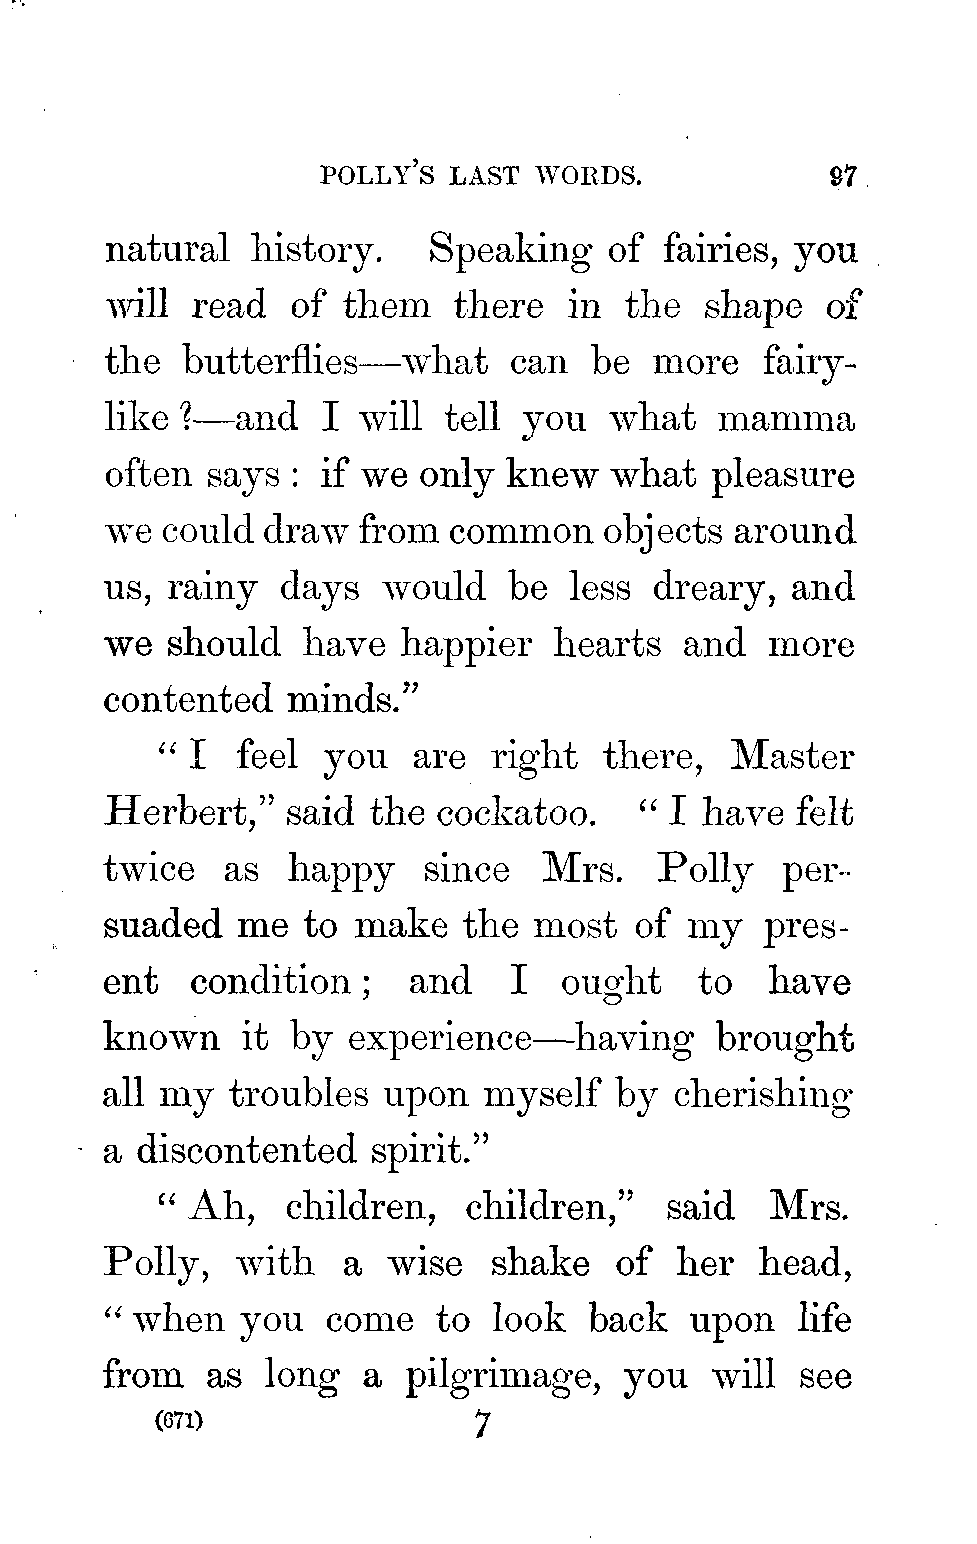 POLLY'S LAST WORDS. 97
natural history. Speaking of fairies, you
will read of them there in the shape of
the butterflies—what can be more fairy-
like?—and I will tell you what mamma
often says: if we only knew what pleasure
we could draw from common objects around
us, rainy days would be less dreary, and
we should have happier hearts and more
contented minds."
"I feel you are right there, Master
Herbert," said the cockatoo. "I have felt
twice as happy since Mrs. Polly per-
suaded me to make the most of my pres-
ent condition; and I ought to have
known it by experience—having brought
all my troubles upon myself by cherishing
a discontented spirit."
"Ah, children, children," said Mrs.
Polly, with a wise shake of her head,
"when you come to look back upon life
from as long a pilgrimage, you will see
(671) 7